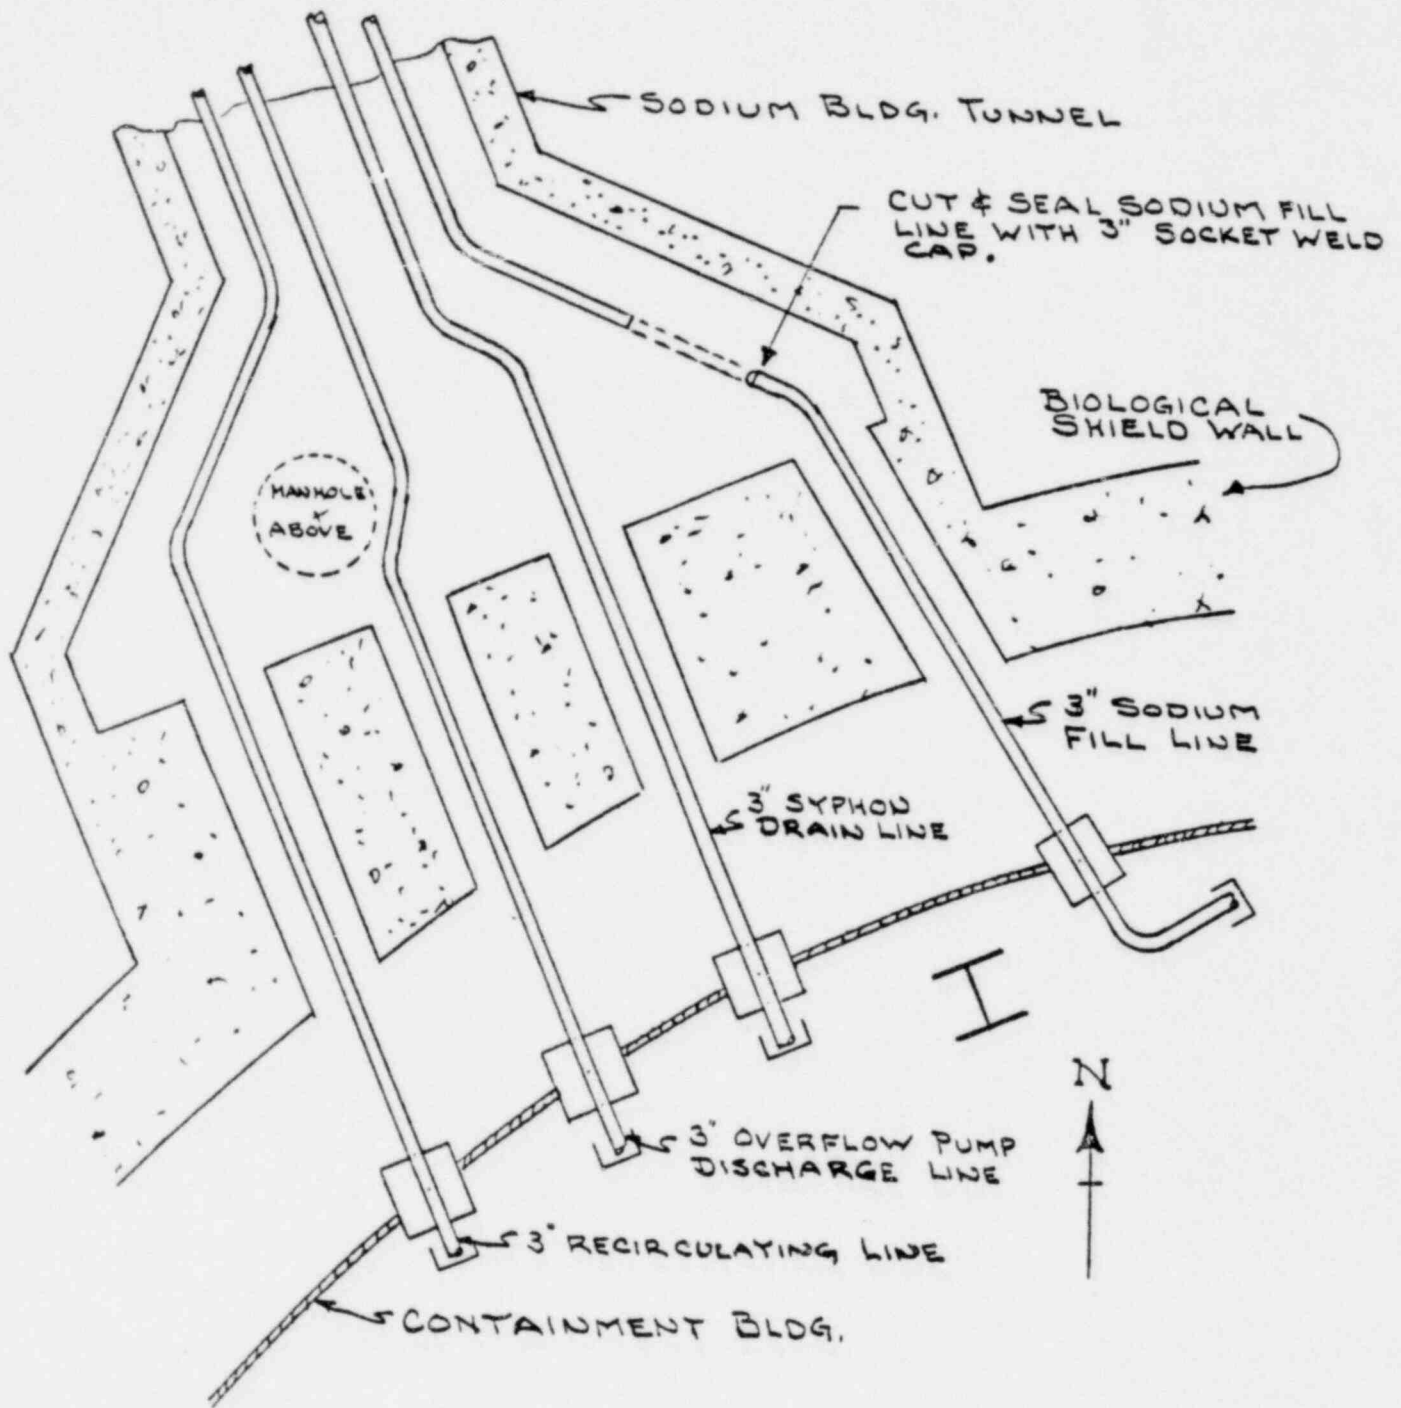 SODIUM BLDG. TUNNEL
CUT & SEAL SODIUM FILL
LINE WITH 3" SOCKET WELD
CAP.
BIOLOGICAL
SHIELD WALL
MANHOLE
ABOVE
3" SODIUM
FILL LINE
3" SYPHON
DRAIN LINE
N
3" OVERFLOW PUMP
DISCHARGE LINE
3" RECIRCULATING LINE
CONTAINMENT BLDG.